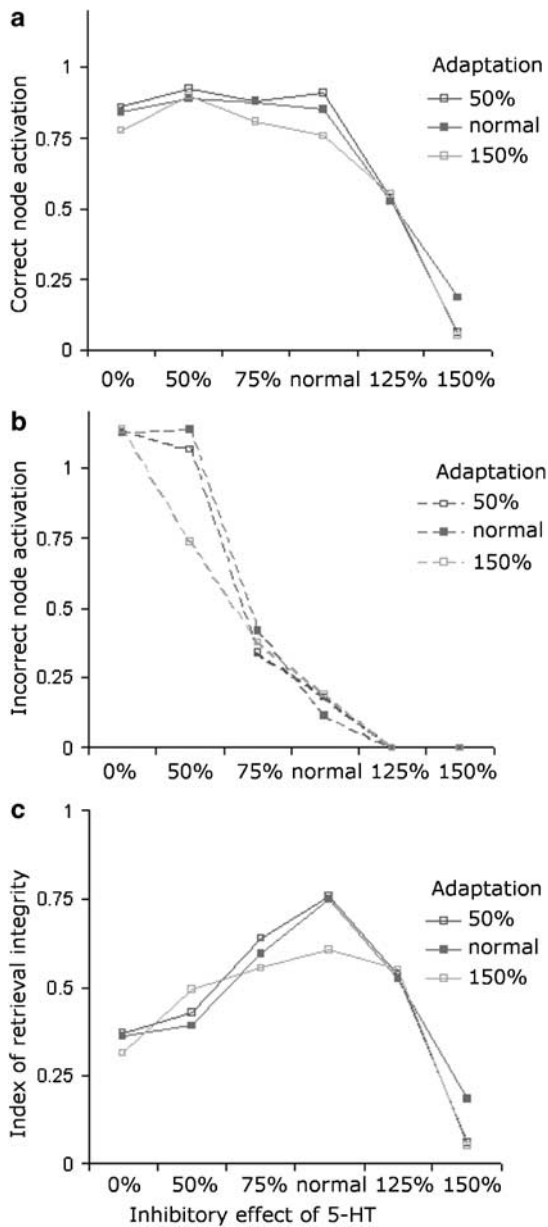 a
Correct node activation
1
0.75
0.5
0.25
0
Adaptation
50%
normal
150%
0% 50% 75% normal 125% 150%
b
Incorrect node activation
1
0.75
0.5
0.25
0
Adaptation
50%
normal
150%
0% 50% 75% normal 125% 150%
c
Index of retrieval integrity
1
0.75
0.5
0.25
0
Adaptation
50%
normal
150%
0% 50% 75% normal 125% 150%
Inhibitory effect of 5-HT